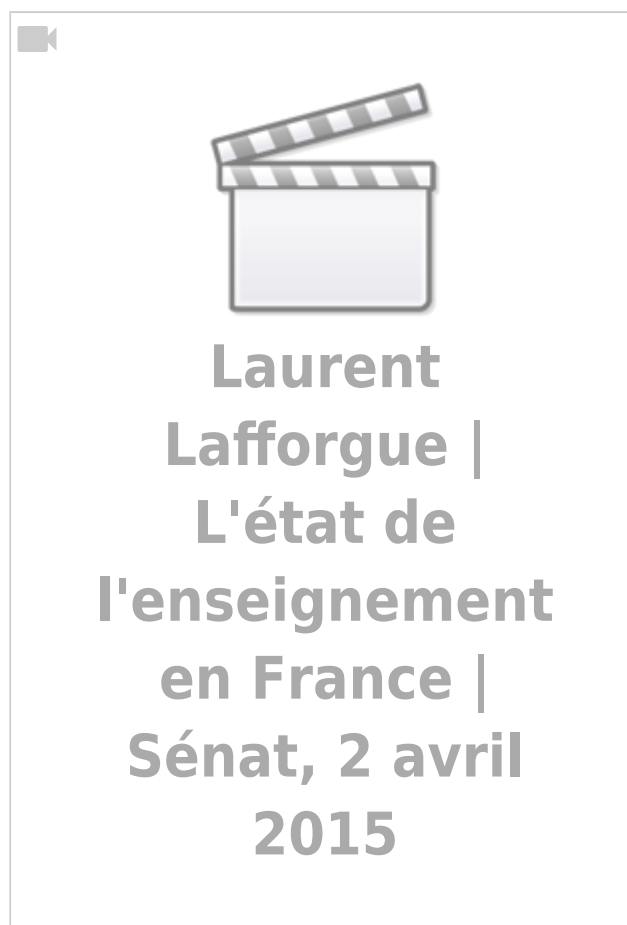 Laurent
Lafforgue |
L'état de
l'enseignement
en France |
Sénat, 2 avril
2015